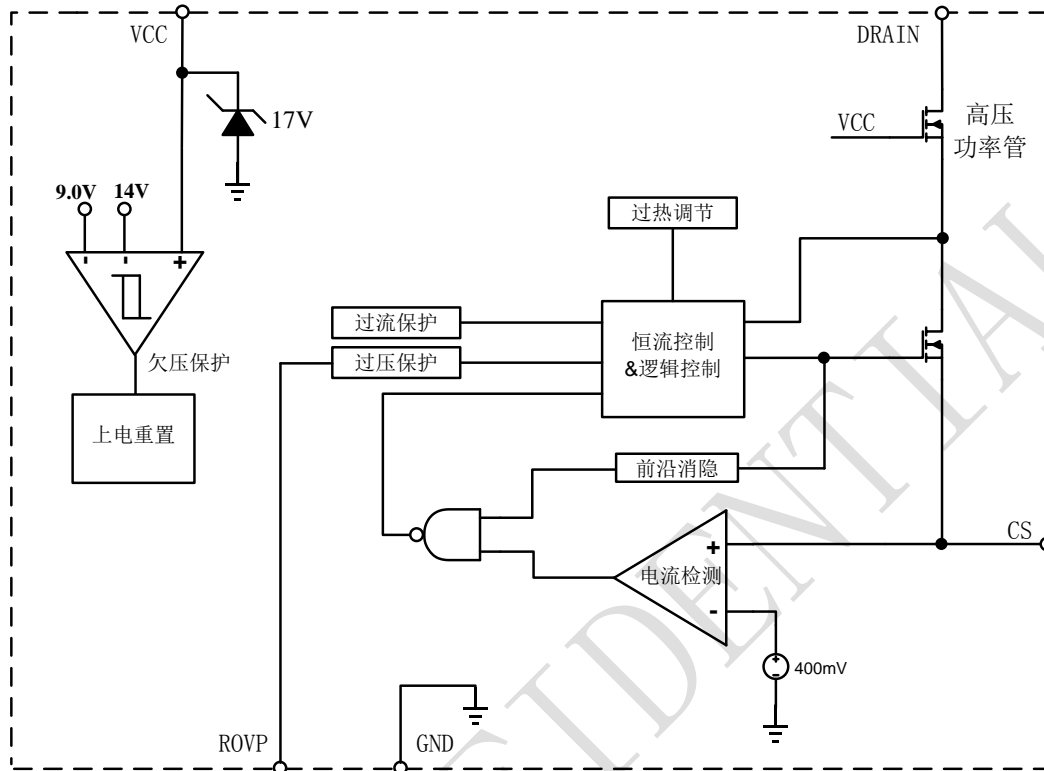 VCC
DRAIN
17V
VCC
高压
功率管
9.0V
14V
过热调节
- - +
过流保护
恒流控制
&逻辑控制
过压保护
欠压保护
上电重置
前沿消隐
CS
+
电流检测
-
+
-
400mV
ROVP
GND
FIDENTIAL